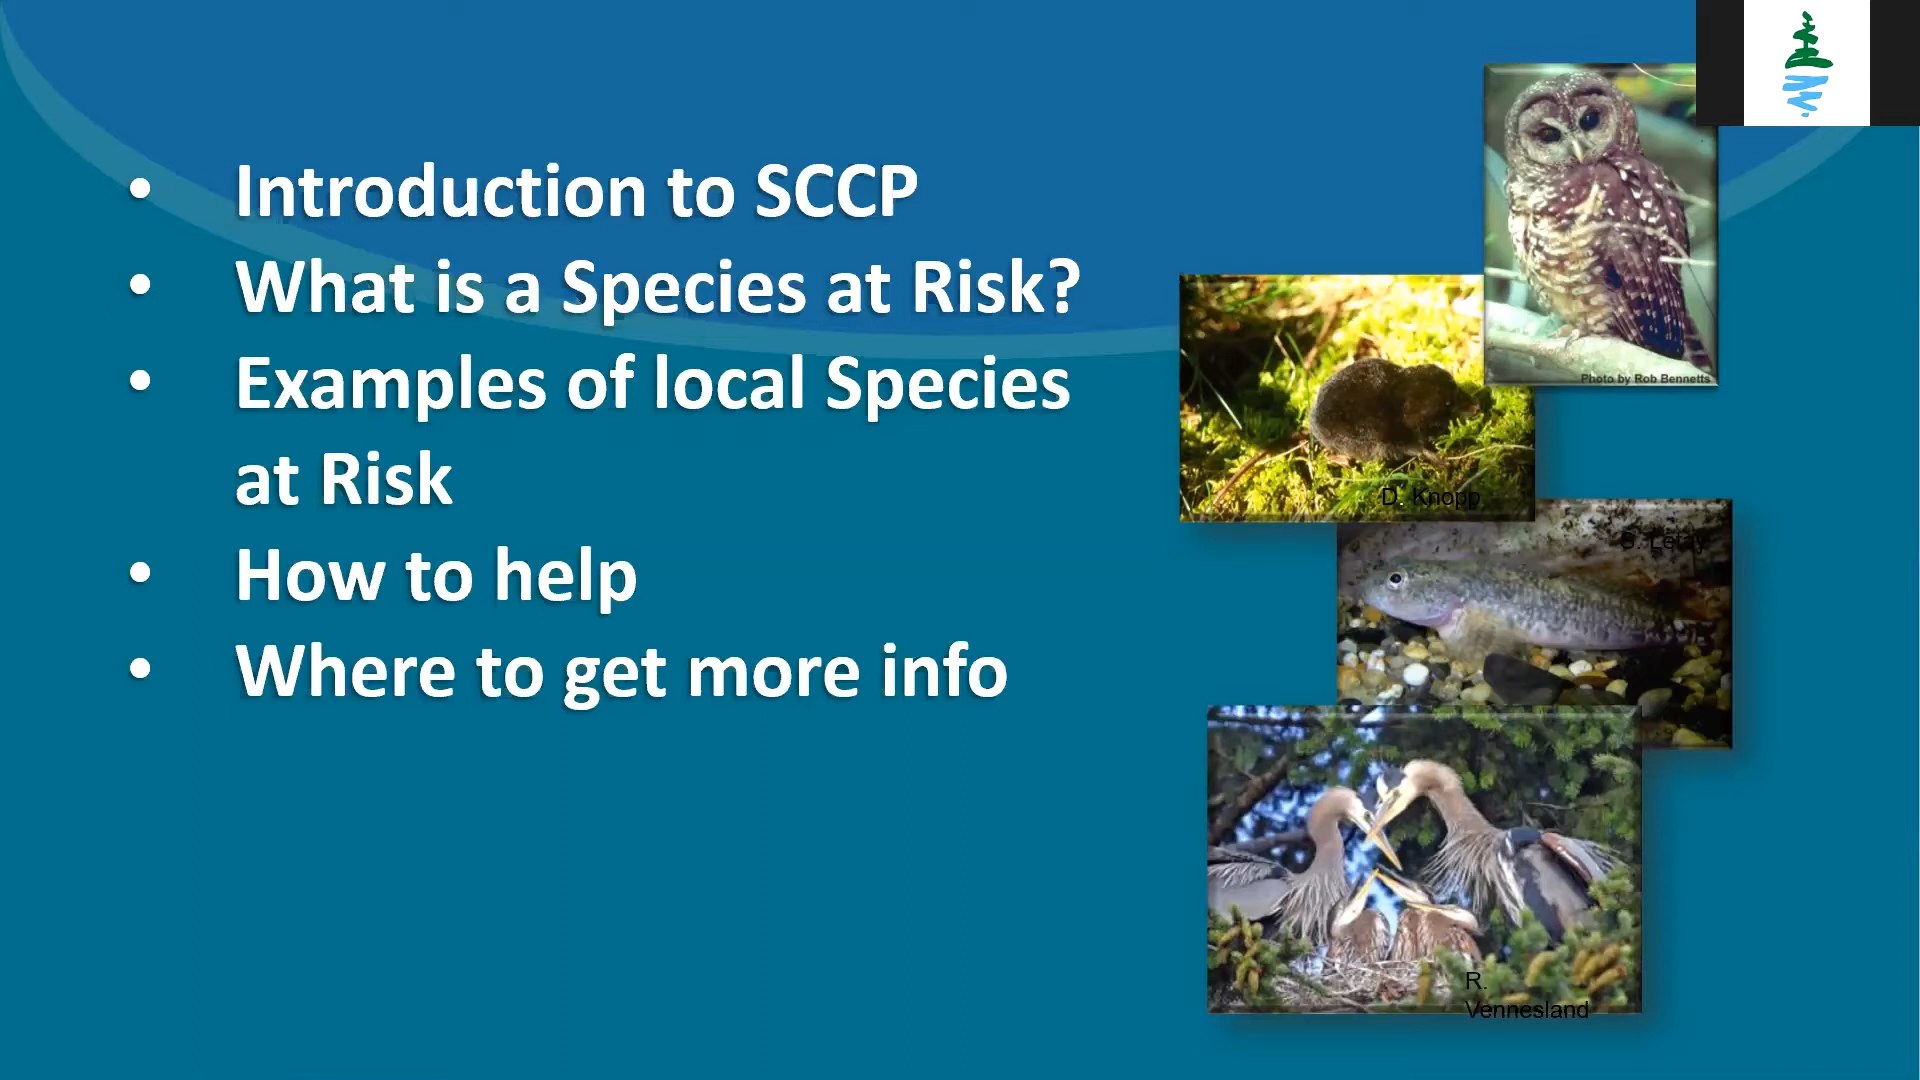 • Introduction to SCCP
• What is a Species at Risk?
• Examples of local Species
at Risk
• How to help
• Where to get more info
Photo by Rob Bennetts
D. Knopp
S.
R.
Vennesland